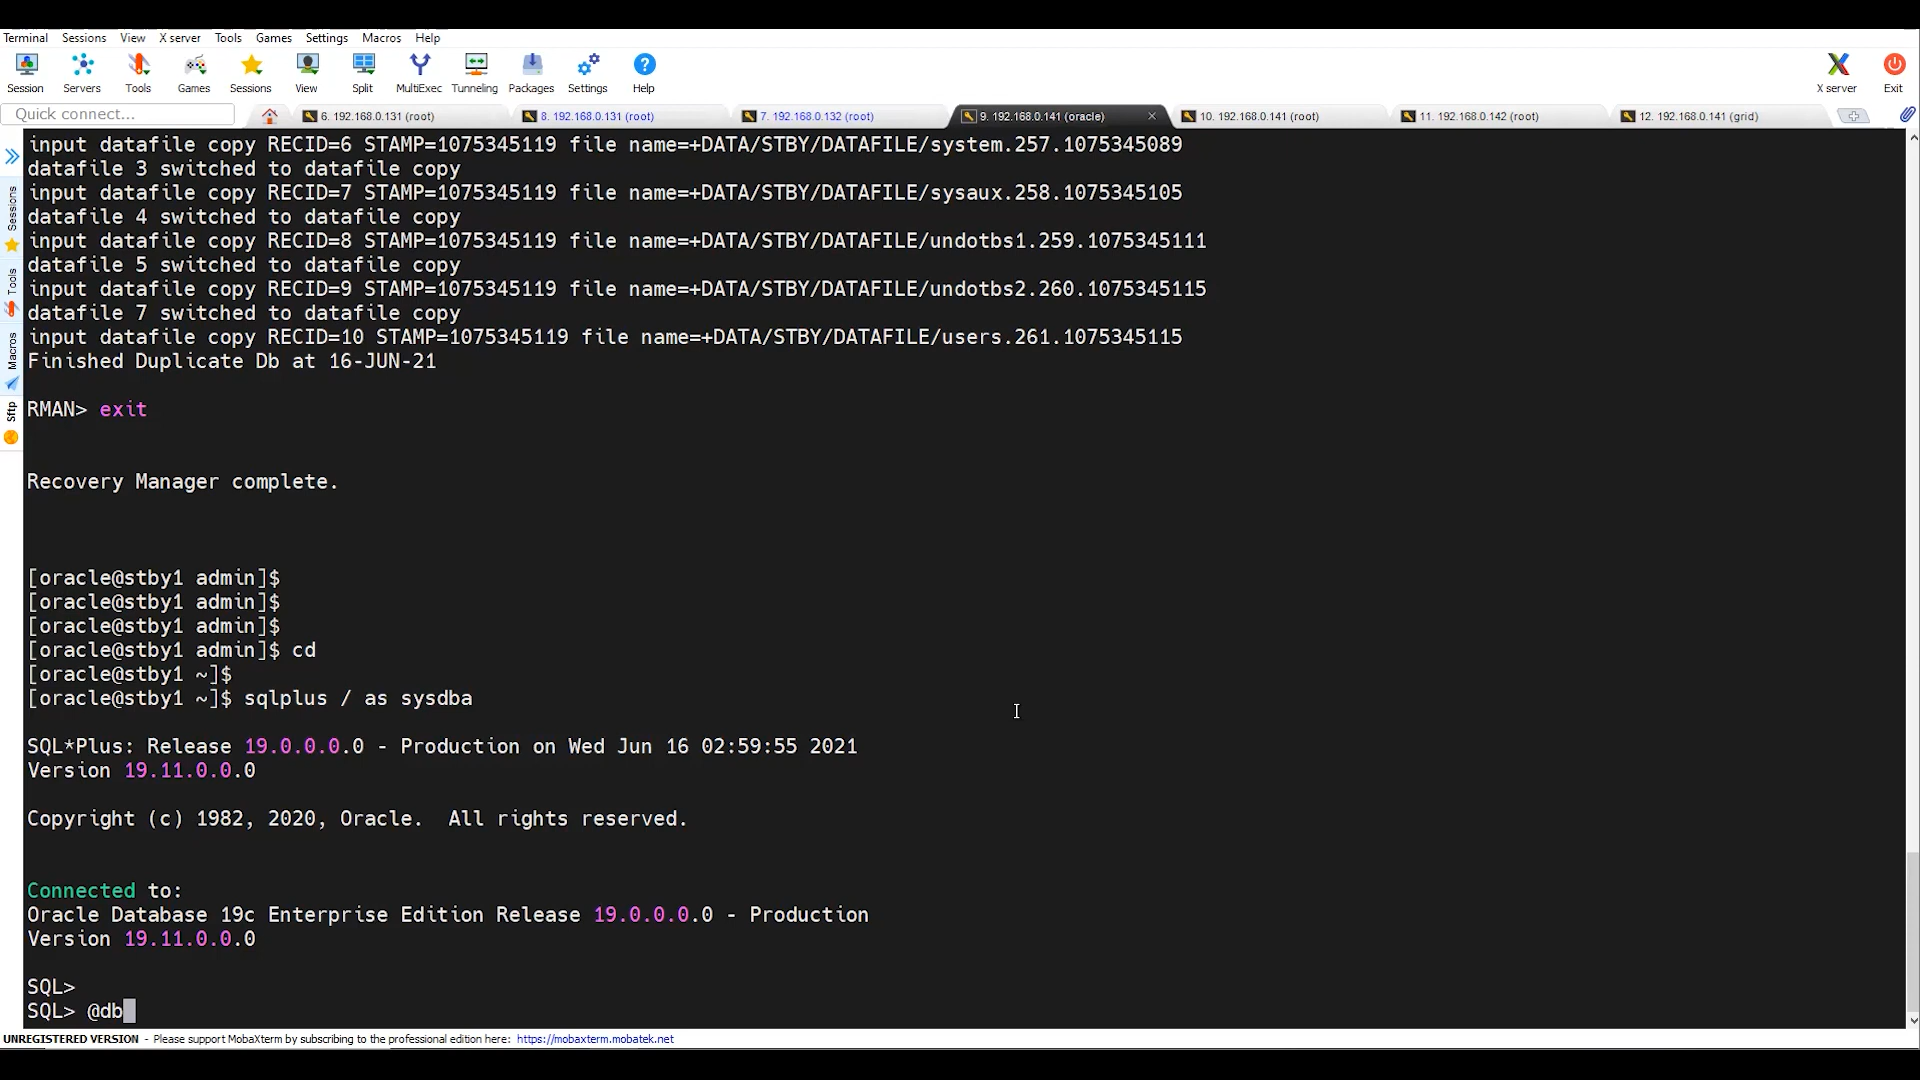 Terminal Sessions View X server Tools Games Settings Macros Help
Session Servers Tools Games Sessions View Split MultiExec Tunneling Packages Settings Help X server Exit
Quick connect... 6. 192.168.0.131 (root) 8. 192.168.0.131 (root) 7. 192.168.0.132 (root) 9. 192.168.0.141 (oracle) 10. 192.168.0.141 (root) 11. 192.168.0.142 (root) 12. 192.168.0.141 (grid)
Sessions
Tools
Macros
Sftp
input datafile copy RECID=6 STAMP=1075345119 file name=+DATA/STBY/DATAFILE/system.257.1075345089
datafile 3 switched to datafile copy
input datafile copy RECID=7 STAMP=1075345119 file name=+DATA/STBY/DATAFILE/sysaux.258.1075345105
datafile 4 switched to datafile copy
input datafile copy RECID=8 STAMP=1075345119 file name=+DATA/STBY/DATAFILE/undotbs1.259.1075345111
datafile 5 switched to datafile copy
input datafile copy RECID=9 STAMP=1075345119 file name=+DATA/STBY/DATAFILE/undotbs2.260.1075345115
datafile 7 switched to datafile copy
input datafile copy RECID=10 STAMP=1075345119 file name=+DATA/STBY/DATAFILE/users.261.1075345115
Finished Duplicate Db at 16-JUN-21
RMAN> exit
Recovery Manager complete.
[oracle@stby1 admin]$
[oracle@stby1 admin]$
[oracle@stby1 admin]$
[oracle@stby1 admin]$ cd
[oracle@stby1 ~]$
[oracle@stby1 ~]$ sqlplus / as sysdba
SQL*Plus: Release 19.0.0.0.0 - Production on Wed Jun 16 02:59:55 2021
Version 19.11.0.0.0
Copyright (c) 1982, 2020, Oracle.  All rights reserved.
Connected to:
Oracle Database 19c Enterprise Edition Release 19.0.0.0.0 - Production
Version 19.11.0.0.0
SQL>
SQL> @db
UNREGISTERED VERSION - Please support MobaXterm by subscribing to the professional edition here: https://mobaxterm.mobatek.net